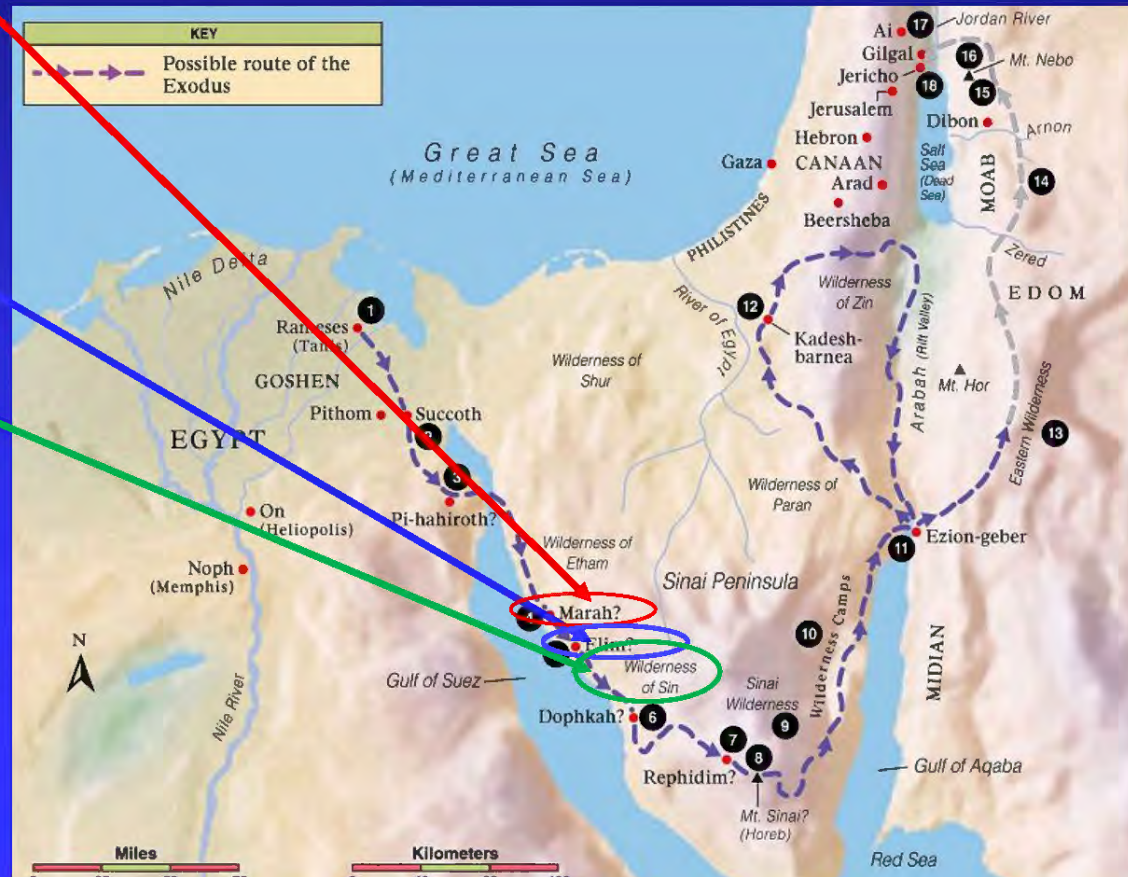 KEY
Possible route of the
Exodus
Great Sea
(Mediterranean Sea)
Nile Delta
1
Rameses
(Tanis)
GOSHEN
Pithom
Succoth
2
EGYPT
3
Pi-hahiroth?
On
(Heliopolis)
Noph
(Memphis)
N
Nile River
Gulf of Suez
Wilderness of
Shur
River of Egypt
Wilderness of
Etham
Marah?
Elim?
Wilderness
of Sin
Dophkah?
6
Sinai Peninsula
Sinai
Wilderness
7
8
9
10
Rephidim?
Mt. Sinai?
(Horeb)
Wilderness Camps
Wilderness of
Paran
11
Ezion-geber
MIDIAN
Gulf of Aqaba
Red Sea
12
Kadesh-
barnea
Wilderness
of Zin
Arabah (Rift Valley)
Mt. Hor
Eastern Wilderness
13
EDOM
Zered
14
MOAB
Arnon
Dibon
15
16
Mt. Nebo
Jordan River
17
Ai
Gilgal
Jericho
18
Jerusalem
Hebron
CANAAN
Gaza
Arad
Beersheba
PHILISTINES
Salt
Sea
(Dead
Sea)
Miles
Kilometers